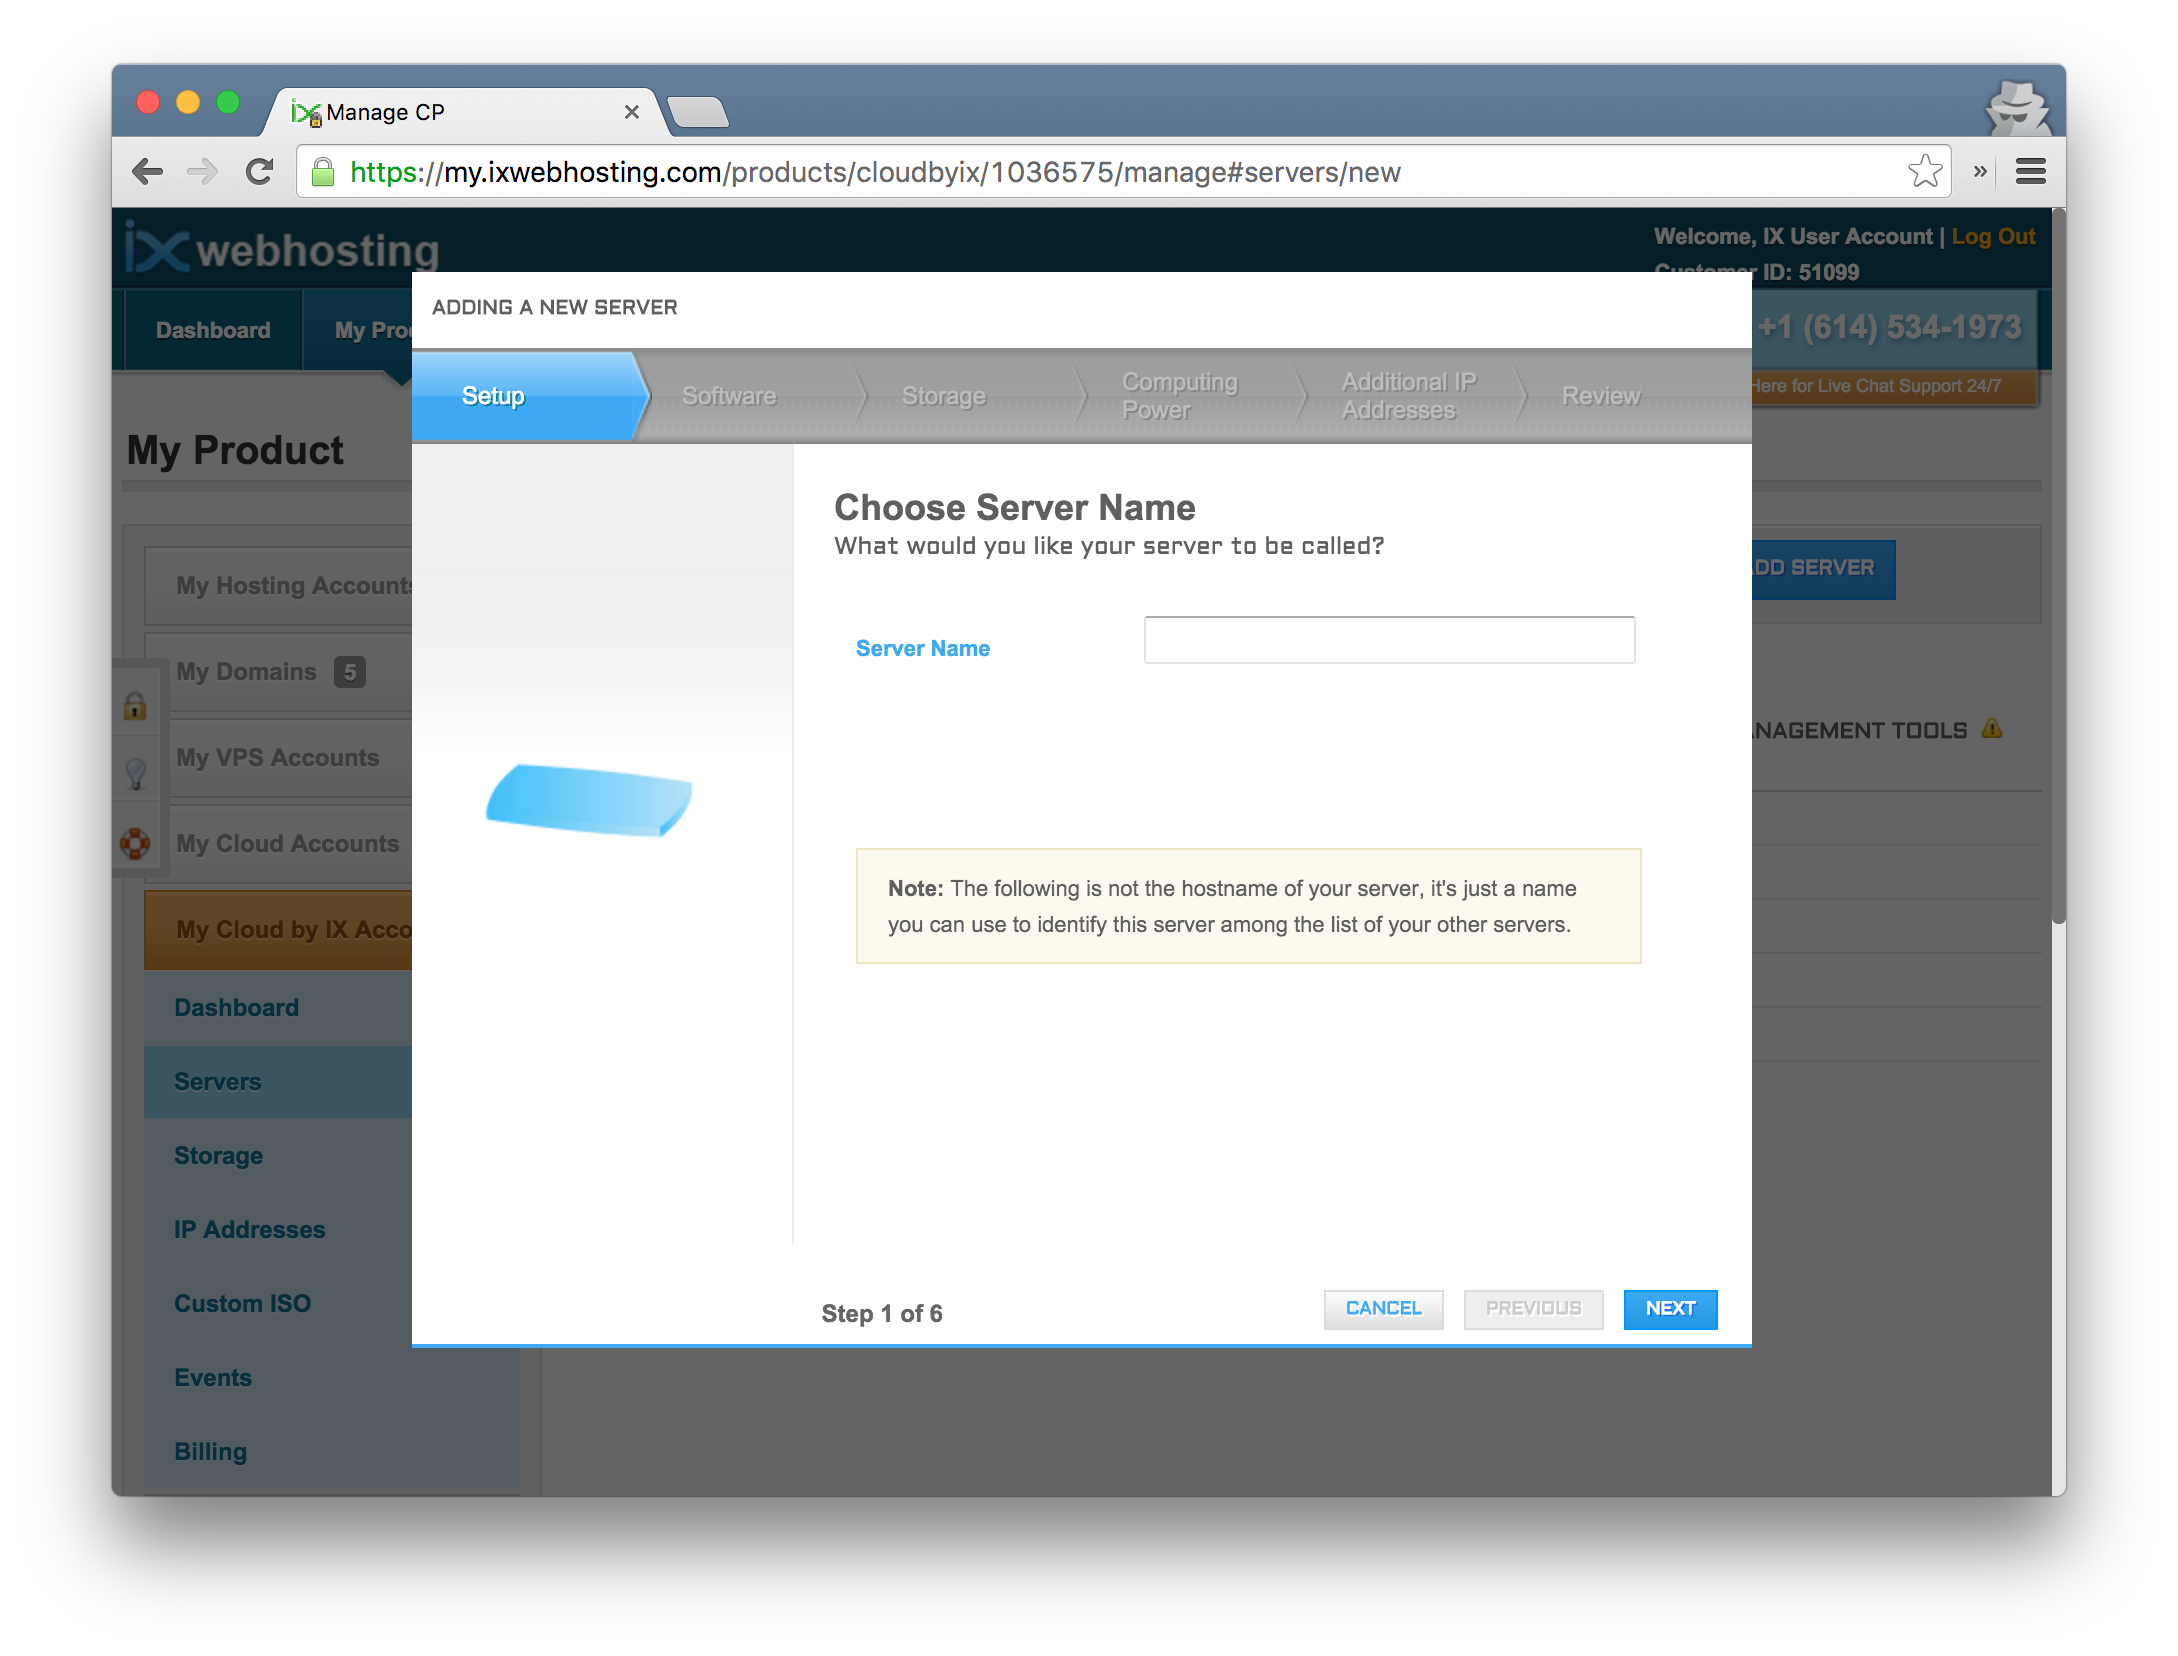 Manage CP
https://my.ixwebhosting.com/products/cloudbyix/1036575/manage#servers/new
ix webhosting
Welcome, IX User Account | Log Out
Customer ID: 51099
Dashboard
My Pro
+1 (614) 534-1973
Here for Live Chat Support 24/7
ADDING A NEW SERVER
Setup
Software
Storage
Computing
Power
Additional IP
Addresses
Review
My Product
My Hosting Accounts
My Domains 5
My VPS Accounts
My Cloud Accounts
My Cloud by IX Acco
Dashboard
Servers
Storage
IP Addresses
Custom ISO
Events
Billing
Choose Server Name
What would you like your server to be called?
Server Name
Note: The following is not the hostname of your server, it's just a name
you can use to identify this server among the list of your other servers.
Step 1 of 6
CANCEL
PREVIOUS
NEXT
DD SERVER
NAGEMENT TOOLS